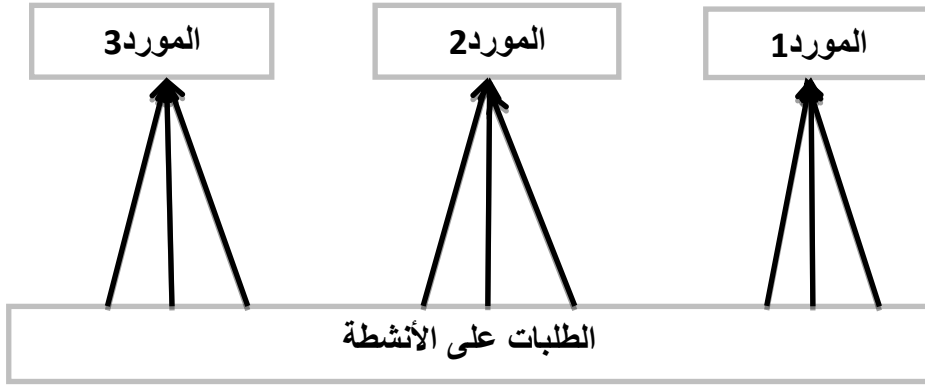 المورد1
المورد2
المورد3
الطلبات على الأنشطة